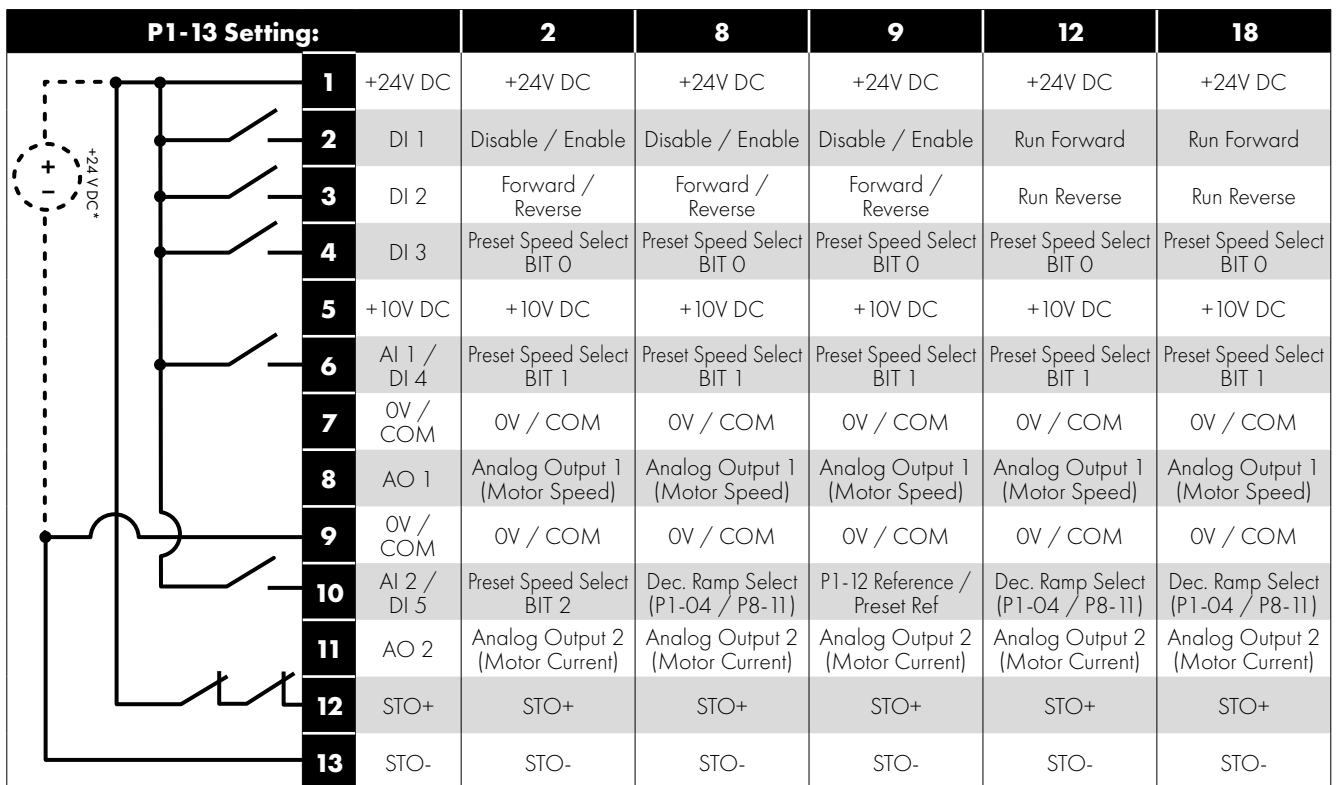 P1-13 Setting: 2 8 9 12 18
1 +24V DC +24V DC +24V DC +24V DC +24V DC +24V DC
2 DI 1 Disable / Enable Disable / Enable Disable / Enable Run Forward Run Forward
+
−
+24 V DC*
3 DI 2 Forward / Forward / Forward / Run Reverse Run Reverse
Reverse Reverse Reverse
4 DI 3 Preset Speed Select Preset Speed Select Preset Speed Select Preset Speed Select Preset Speed Select
BIT 0 BIT 0 BIT 0 BIT 0 BIT 0
5 +10V DC +10V DC +10V DC +10V DC +10V DC +10V DC
6 AI 1 / Preset Speed Select Preset Speed Select Preset Speed Select Preset Speed Select Preset Speed Select
DI 4 BIT 1 BIT 1 BIT 1 BIT 1 BIT 1
7 0V / 0V / COM 0V / COM 0V / COM 0V / COM 0V / COM
COM
8 AO 1 Analog Output 1 Analog Output 1 Analog Output 1 Analog Output 1 Analog Output 1
(Motor Speed) (Motor Speed) (Motor Speed) (Motor Speed) (Motor Speed)
9 0V / 0V / COM 0V / COM 0V / COM 0V / COM 0V / COM
COM
10 AI 2 / Preset Speed Select Dec. Ramp Select P1-12 Reference / Dec. Ramp Select Dec. Ramp Select
DI 5 BIT 2 (P1-04 / P8-11) Preset Ref (P1-04 / P8-11) (P1-04 / P8-11)
11 AO 2 Analog Output 2 Analog Output 2 Analog Output 2 Analog Output 2 Analog Output 2
(Motor Current) (Motor Current) (Motor Current) (Motor Current) (Motor Current)
12 STO+ STO+ STO+ STO+ STO+ STO+
13 STO- STO- STO- STO- STO- STO-